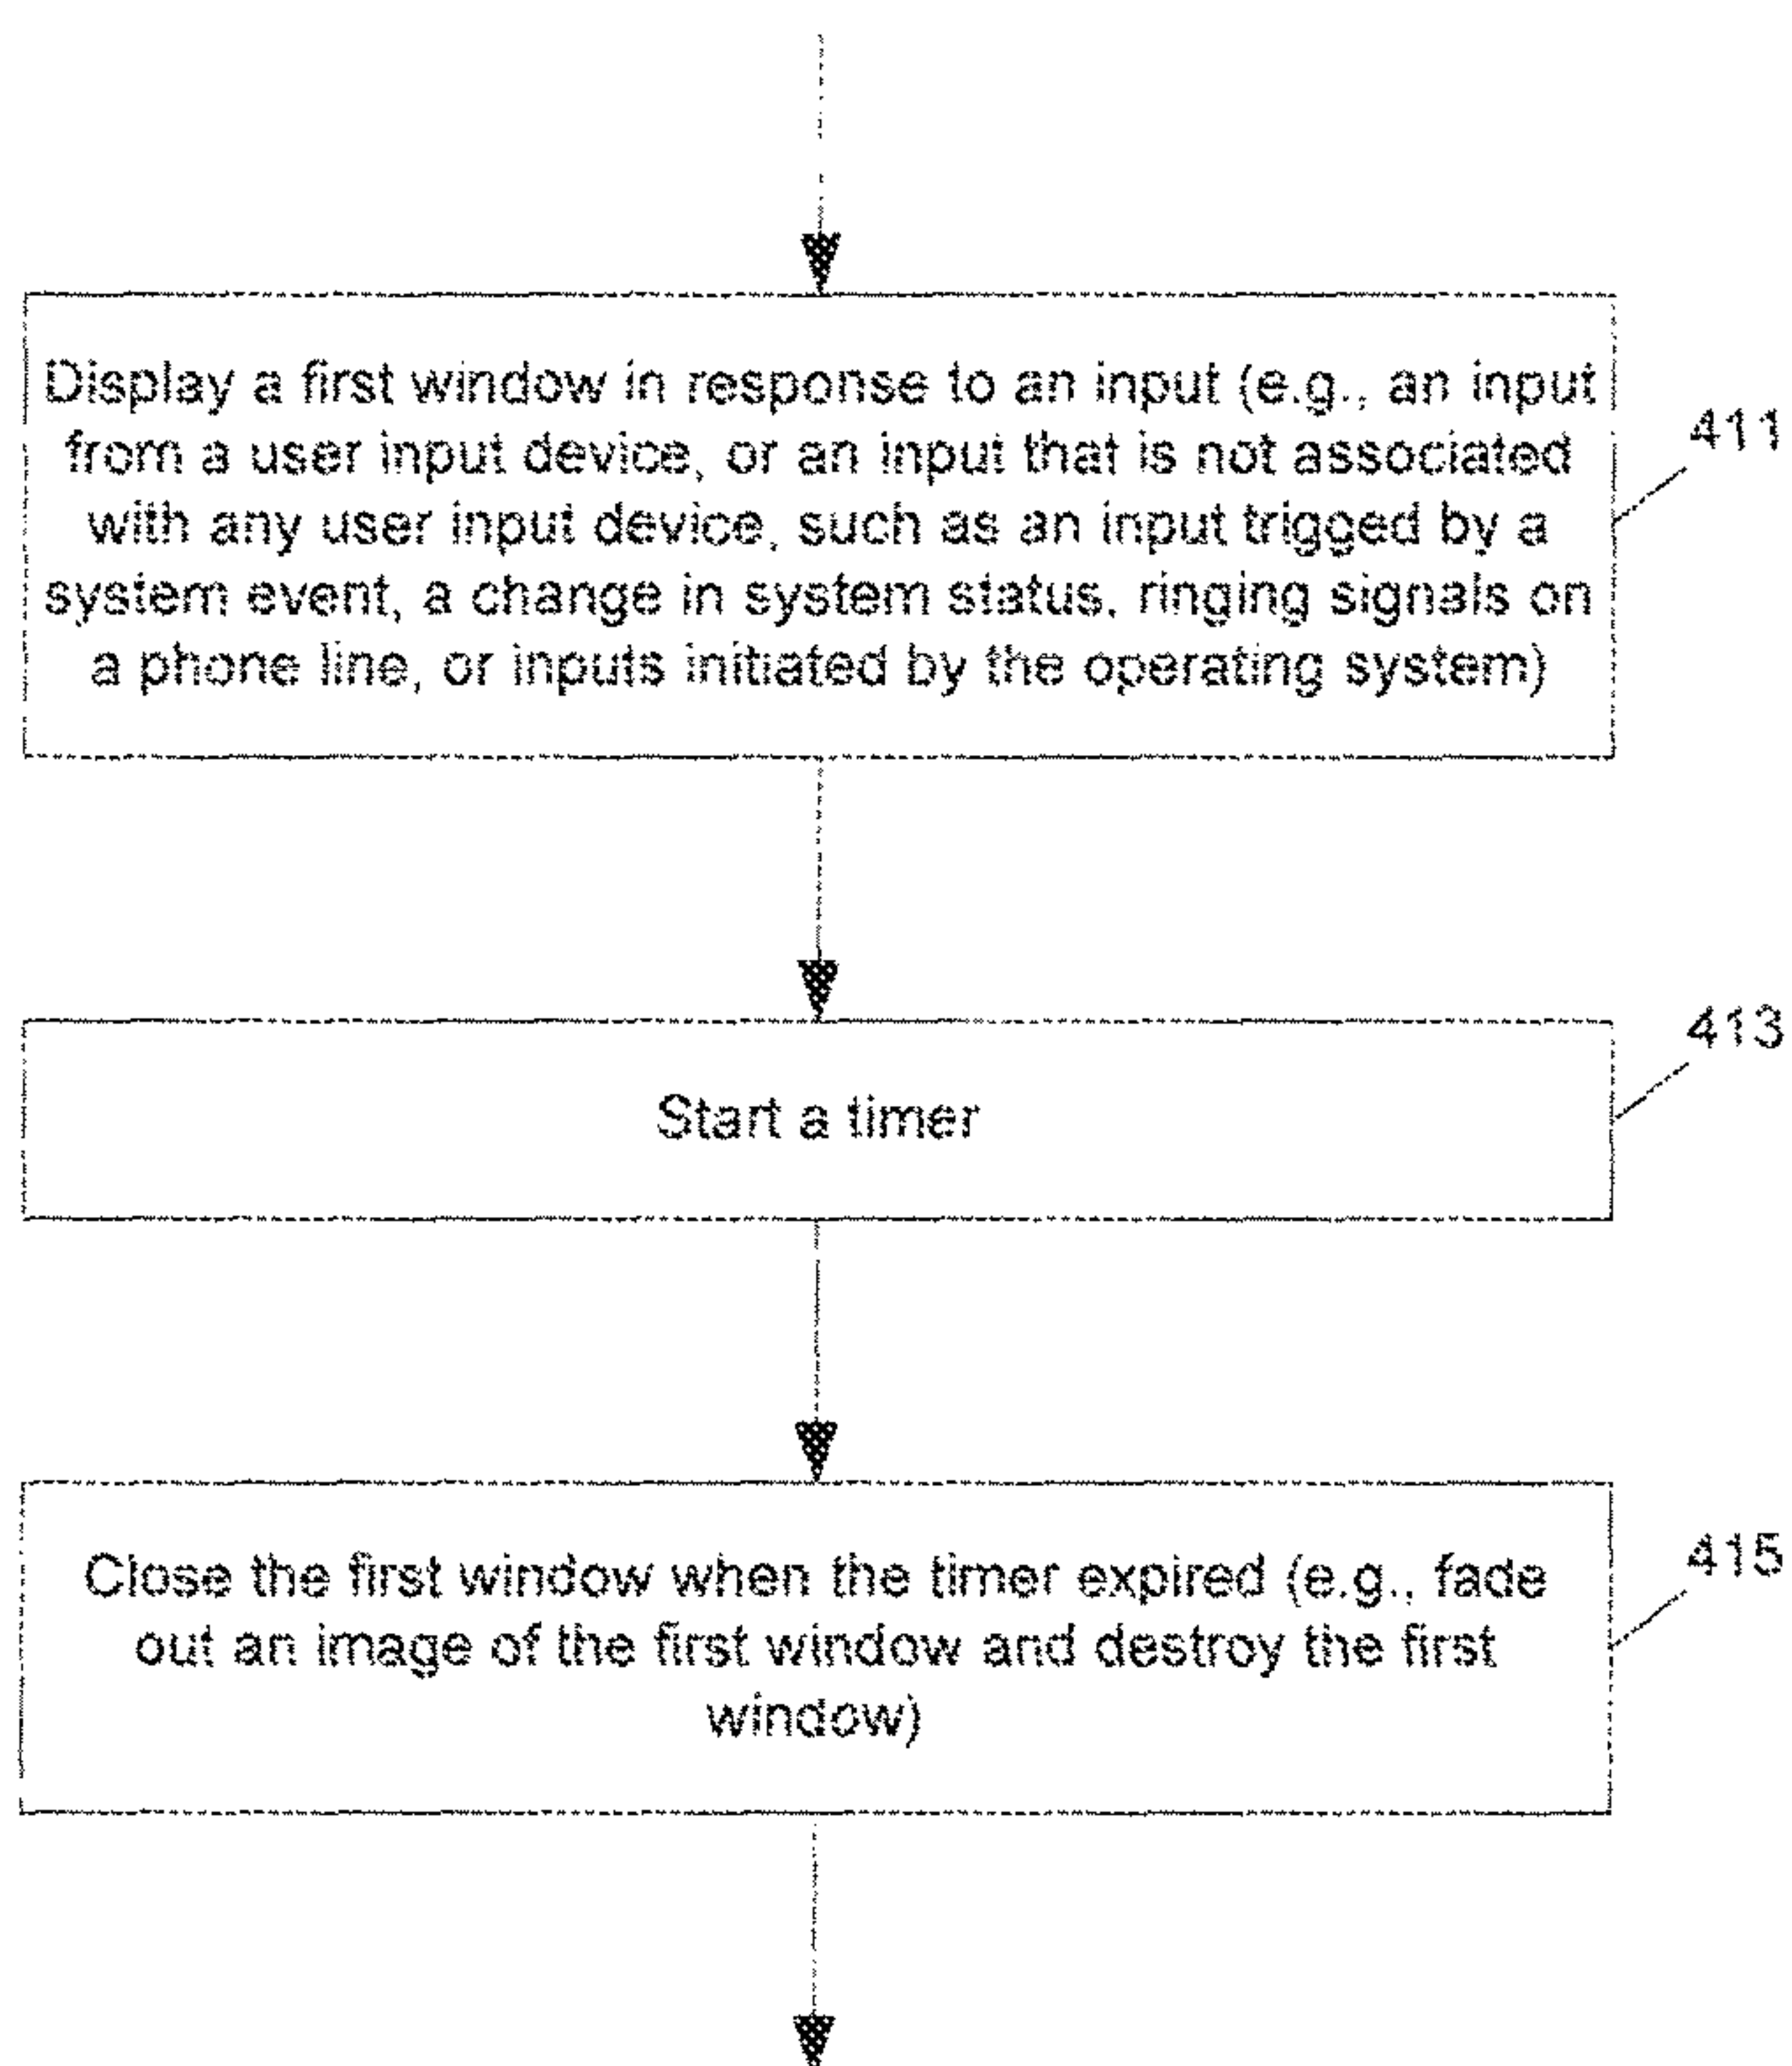 Display a first window in response to an input (e.g., an input
from a user input device, or an input that is not associated
with any user input device, such as an input trigged by a
system event, a change in system status, ringing signals on
a phone line, or inputs initiated by the operating system)
411
Start a timer
413
Close the first window when the timer expired (e.g., fade
out an image of the first window and destroy the first
window)
415